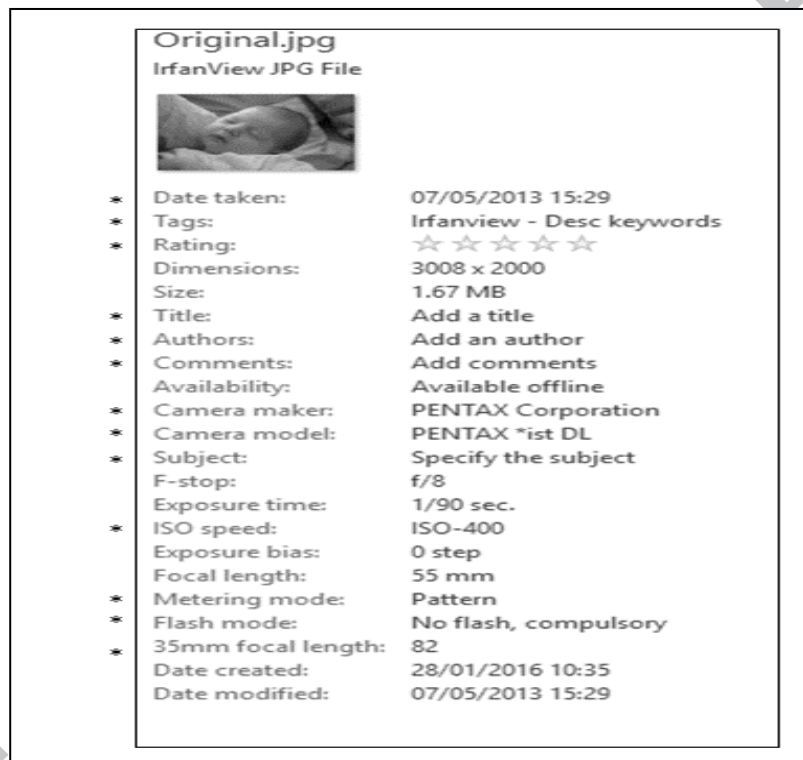 Original.jpg
IrfanView JPG File
* Date taken: 07/05/2013 15:29
* Tags: Irfanview - Desc keywords
* Rating: ☆ ☆ ☆ ☆ ☆
Dimensions: 3008 x 2000
Size: 1.67 MB
* Title: Add a title
* Authors: Add an author
* Comments: Add comments
Availability: Available offline
* Camera maker: PENTAX Corporation
* Camera model: PENTAX *ist DL
* Subject: Specify the subject
F-stop: f/8
Exposure time: 1/90 sec.
* ISO speed: ISO-400
Exposure bias: 0 step
Focal length: 55 mm
* Metering mode: Pattern
* Flash mode: No flash, compulsory
* 35mm focal length: 82
Date created: 28/01/2016 10:35
Date modified: 07/05/2013 15:29